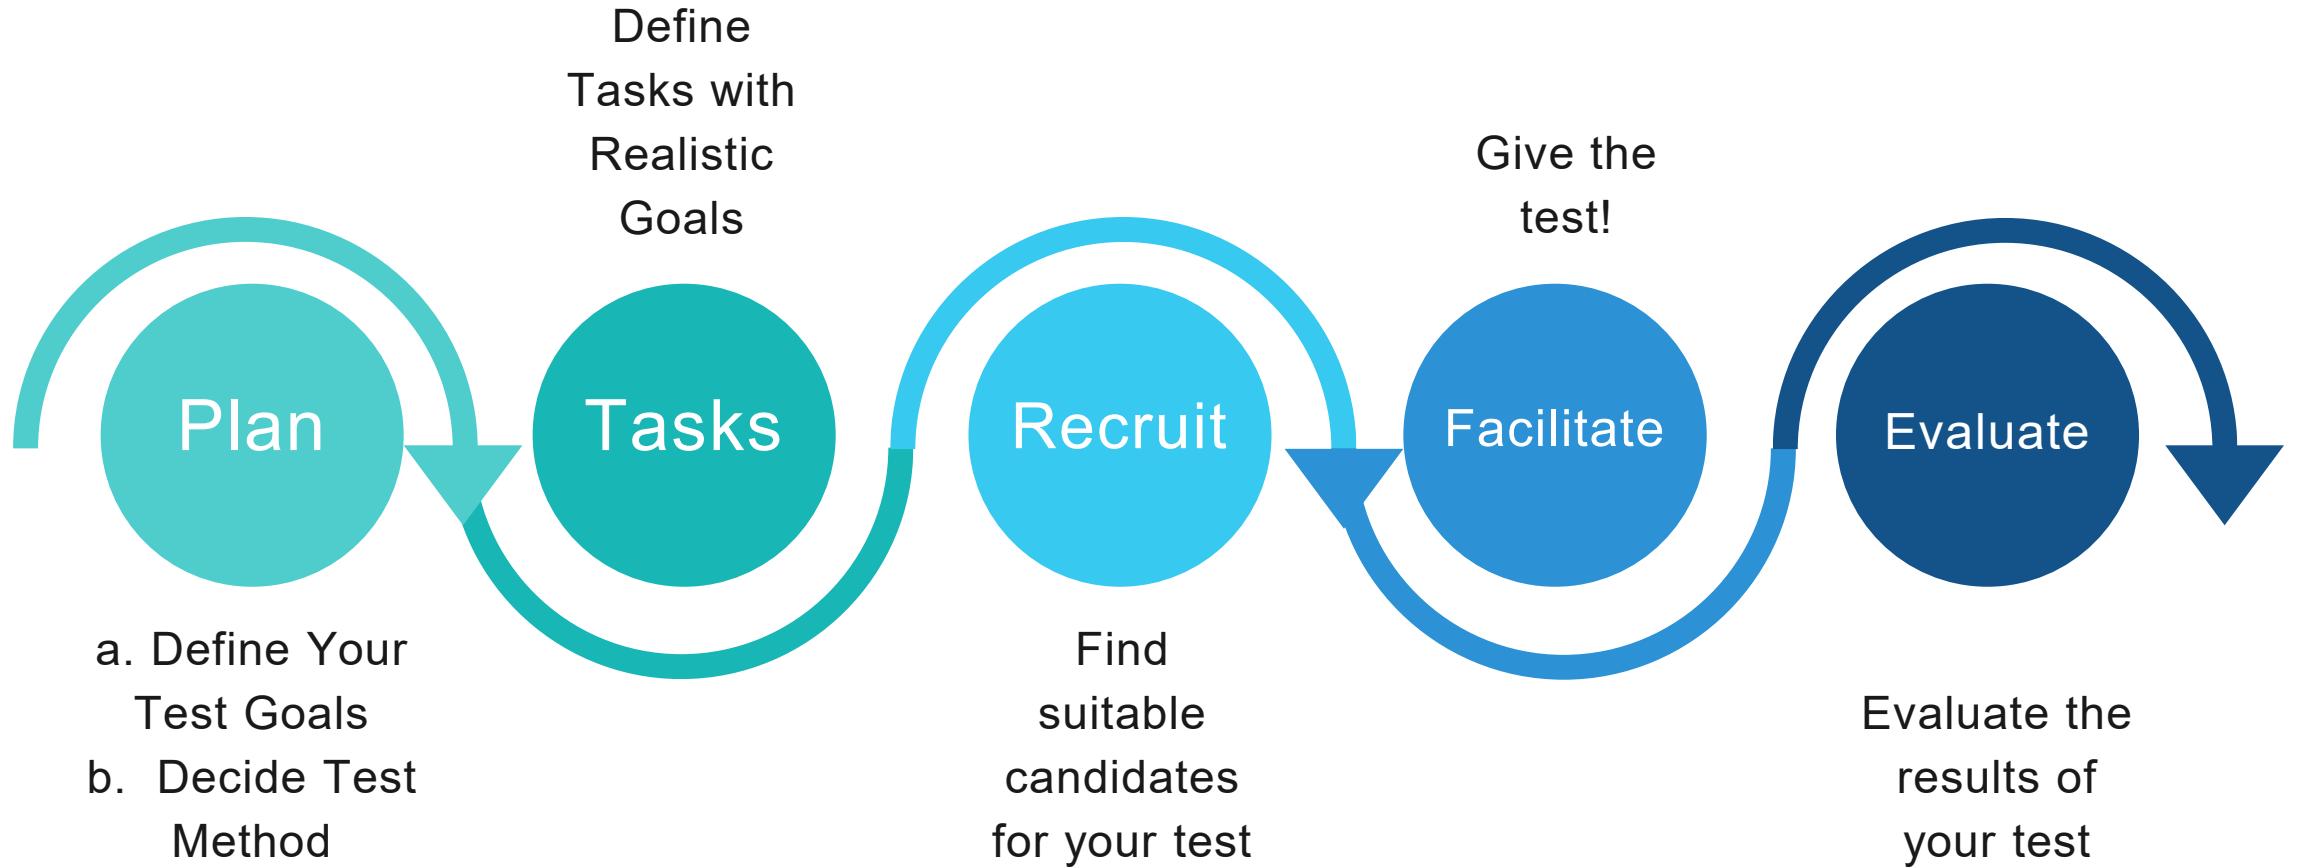 Plan
a. Define Your
Test Goals
b. Decide Test
Method
Define
Tasks with
Realistic
Goals
Tasks
Recruit
Find
suitable
candidates
for your test
Give the
test!
Facilitate
Evaluate
Evaluate the
results of
your test